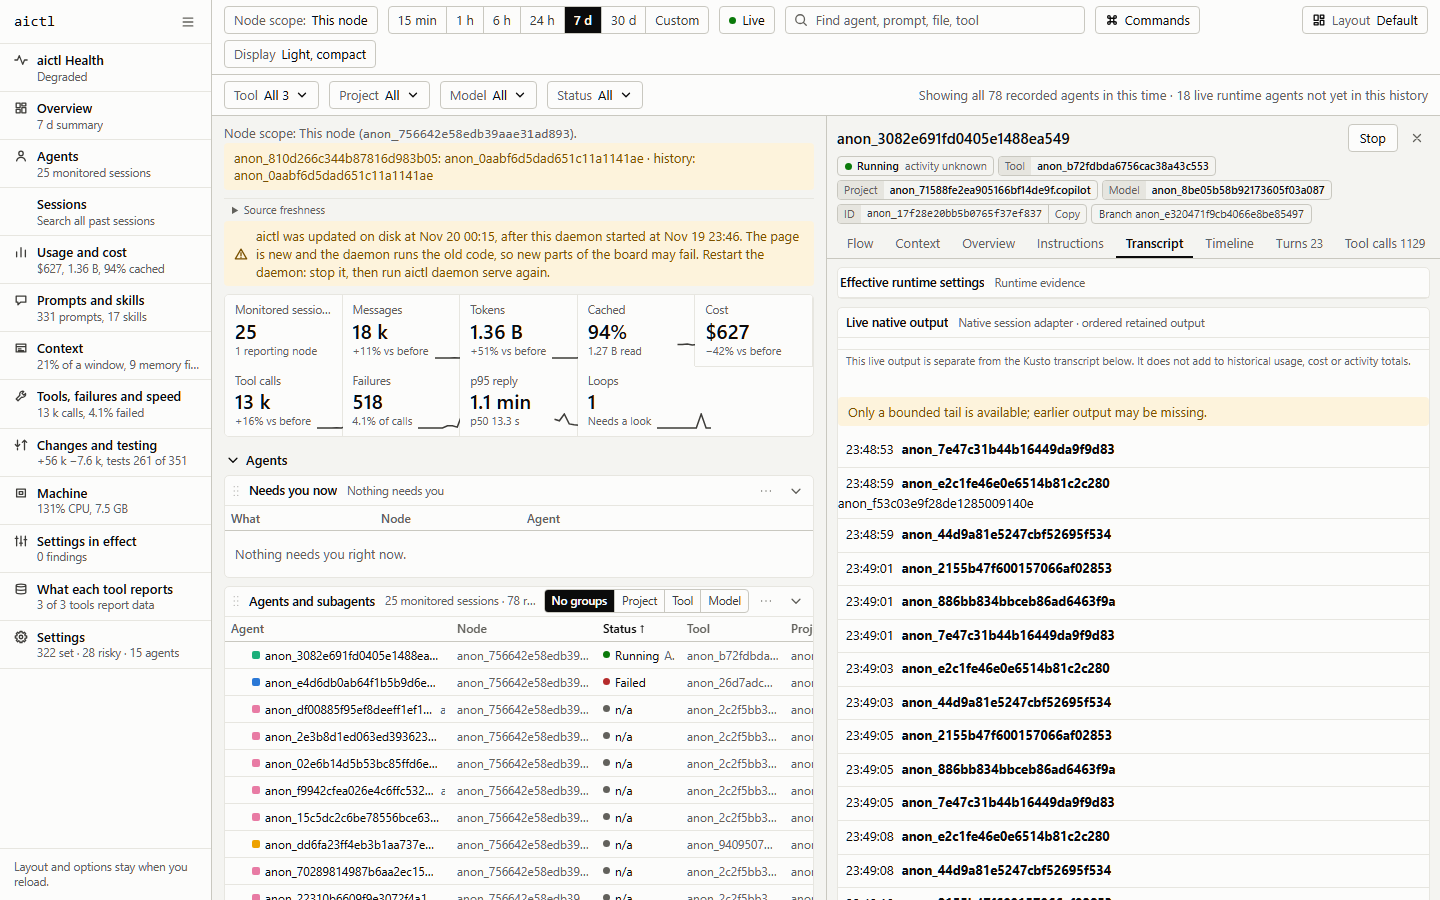 aictl
aictl Health
Degraded
Overview
7 d summary
Agents
25 monitored sessions
Sessions
Search all past sessions
Usage and cost
$627, 1.36 B, 94% cached
Prompts and skills
331 prompts, 17 skills
Context
21% of a window, 9 memory fi...
Tools, failures and speed
13 k calls, 4.1% failed
Changes and testing
+56 k −7.6 k, tests 261 of 351
Machine
131% CPU, 7.5 GB
Settings in effect
0 findings
What each tool reports
3 of 3 tools report data
Settings
322 set · 28 risky · 15 agents
Layout and options stay when you
reload.
Node scope: This node
15 min 1 h 6 h 24 h 7 d 30 d Custom
Live
Find agent, prompt, file, tool
⌘ Commands
Layout Default
Display Light, compact
Tool All 3 Project All Model All Status All
Showing all 78 recorded agents in this time · 18 live runtime agents not yet in this history
Node scope: This node (anon_756642e58edb39aae31ad893).
anon_810d266c344b87816d983b05: anon_0aabf6d5dad651c11a1141ae · history:
anon_0aabf6d5dad651c11a1141ae
Source freshness
aictl was updated on disk at Nov 20 00:15, after this daemon started at Nov 19 23:46. The page
is new and the daemon runs the old code, so new parts of the board may fail. Restart the
daemon: stop it, then run aictl daemon serve again.
Monitored sessio... Messages Tokens Cached Cost
25 18 k 1.36 B 94% $627
1 reporting node +11% vs before +51% vs before 1.27 B read −42% vs before
Tool calls Failures p95 reply Loops
13 k 518 1.1 min 1
+16% vs before 4.1% of calls p50 13.3 s Needs a look
Agents
Needs you now Nothing needs you ...
What Node Agent
Nothing needs you right now.
Agents and subagents 25 monitored sessions · 78 r... No groups Project Tool Model ...
Agent Node Status ↑ Tool Proj
anon_3082e691fd0405e1488ea... anon_756642e58edb39... Running A. anon_b72fdbda... anon
anon_e4d6db0ab64f1b5b9d6e... anon_756642e58edb39... Failed anon_26d7adc... anon
anon_df00885f95ef8deeff1ef1... a anon_756642e58edb39... n/a anon_2c2f5bb3... anon
anon_2e3b8d1ed063ed393623... anon_756642e58edb39... n/a anon_2c2f5bb3... anon
anon_02e6b14d5b53bc85ffd6e... anon_756642e58edb39... n/a anon_2c2f5bb3... anon
anon_f9942cfea026e4c6ffc532... a anon_756642e58edb39... n/a anon_2c2f5bb3... anon
anon_15c5dc2c6be78556bce63... anon_756642e58edb39... n/a anon_2c2f5bb3... anon
anon_dd6fa23ff4eb3b1aa737e... anon_756642e58edb39... n/a anon_9409507... anon
anon_70289814987b6aa2ec15... anon_756642e58edb39... n/a anon_2c2f5bb3... anon
anon_22310b6609f9e3072f4a1... anon_756642e58edb39... n/a anon_2c2f5bb3... anon
anon_3082e691fd0405e1488ea549
Stop
Running activity unknown Tool anon_b72fdbda6756cac38a43c553
Project anon_71588fe2ea905166bf14de9f.copilot Model anon_8be05b58b92173605f03a087
ID anon_17f28e20bb5b0765f37ef837 Copy Branch anon_e320471f9cb4066e8be85497
Flow Context Overview Instructions Transcript Timeline Turns 23 Tool calls 1129
Effective runtime settings Runtime evidence
Live native output Native session adapter · ordered retained output
This live output is separate from the Kusto transcript below. It does not add to historical usage, cost or activity totals.
Only a bounded tail is available; earlier output may be missing.
23:48:53 anon_7e47c31b44b16449da9f9d83
23:48:59 anon_e2c1fe46e0e6514b81c2c280
anon_f53c03e9f28de1285009140e
23:48:59 anon_44d9a81e5247cbf52695f534
23:49:01 anon_2155b47f600157066af02853
23:49:01 anon_886bb834bbceb86ad6463f9a
23:49:01 anon_7e47c31b44b16449da9f9d83
23:49:03 anon_e2c1fe46e0e6514b81c2c280
23:49:03 anon_44d9a81e5247cbf52695f534
23:49:05 anon_2155b47f600157066af02853
23:49:05 anon_886bb834bbceb86ad6463f9a
23:49:05 anon_7e47c31b44b16449da9f9d83
23:49:08 anon_e2c1fe46e0e6514b81c2c280
23:49:08 anon_44d9a81e5247cbf52695f534